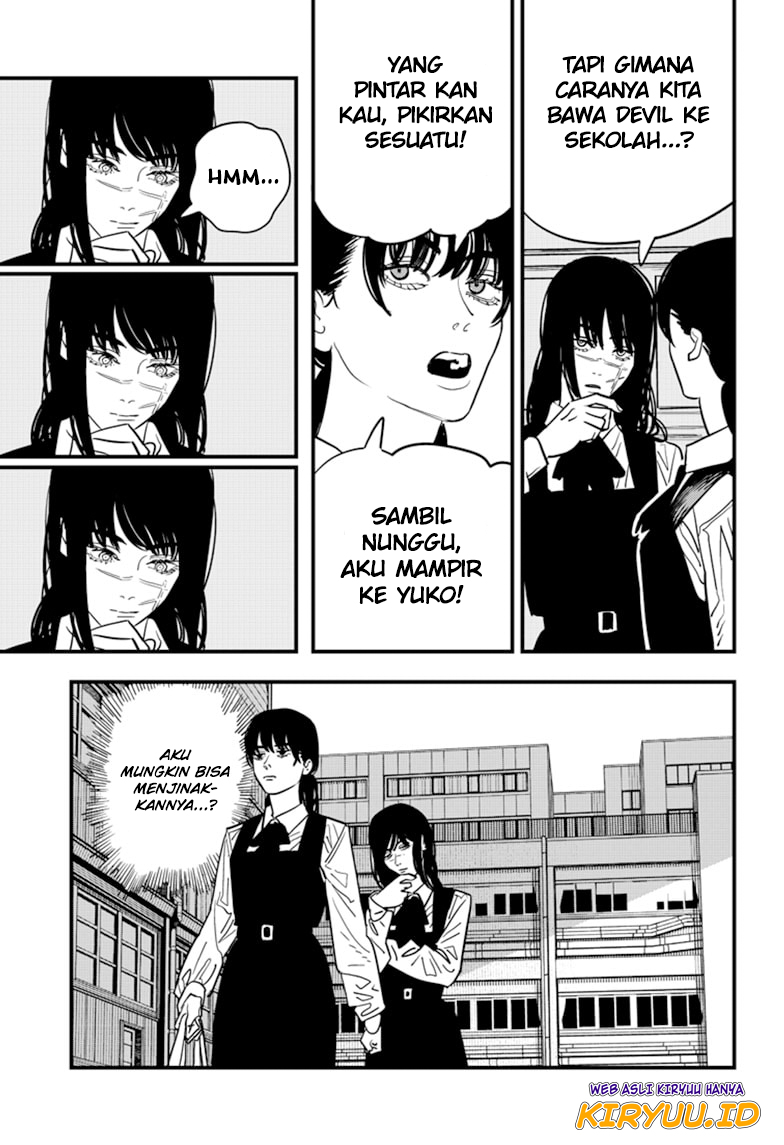 TAPI GIMANA
CARANYA KITA
BAWA DEVIL KE
SEKOLAH...?
YANG
PINTAR KAN
KAU, PIKIRKAN
SESUATU!
SAMBIL
NUNGGU,
AKU MAMPIR
KE YUKO!
HMM...
AKU
MUNGKIN BISA
MENJINAK-
KANNYA...?
WEB ASLI KIRYUU HANYA
KIRYUU.ID